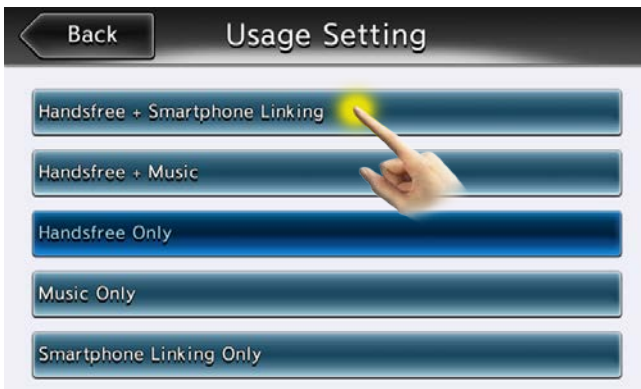 Back
Usage Setting
Handsfree + Smartphone Linking
Handsfree + Music
Handsfree Only
Music Only
Smartphone Linking Only